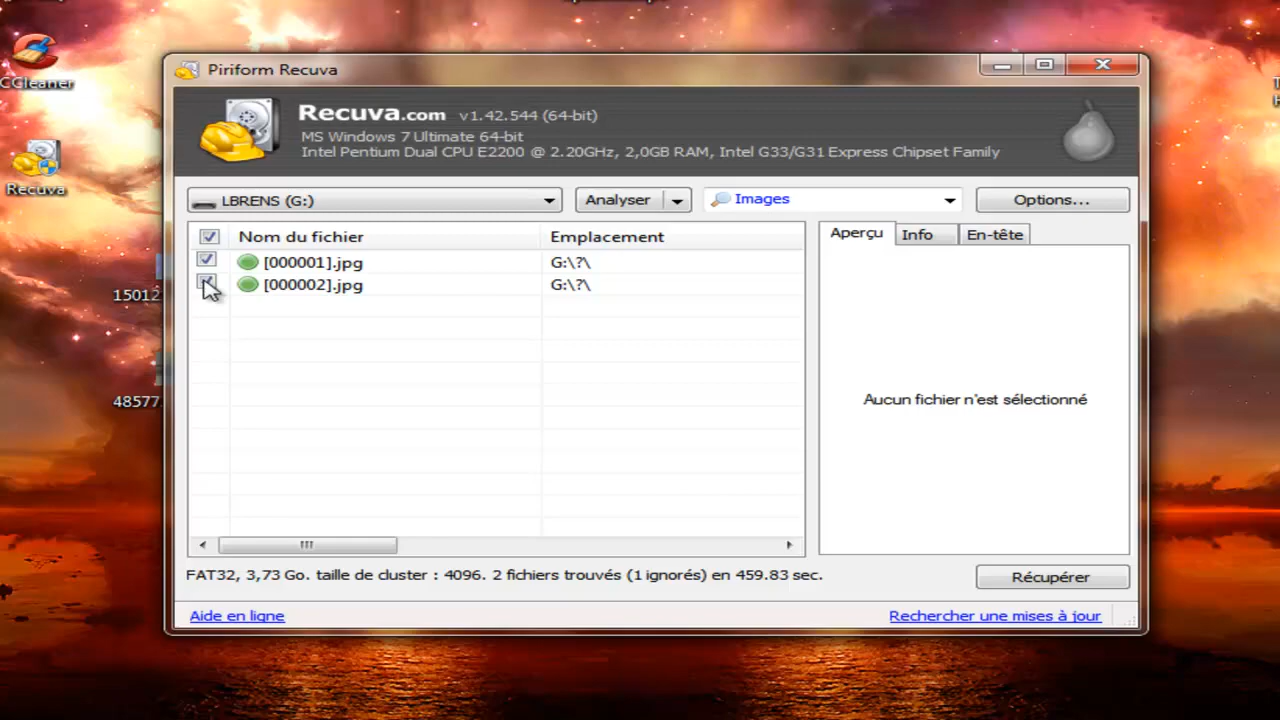 Piriform Recuva
CCleaner
Recuva.com v1.42.544 (64-bit)
MS Windows 7 Ultimate 64-bit
Intel Pentium Dual CPU E2200 @ 2.20GHz, 2,0GB RAM, Intel G33/G31 Express Chipset Family
Recuva
LBRENS (G:)
Analyser
Images
Options...
Nom du fichier
Emplacement
Aperçu
Info
En-tête
[000001].jpg
G:\?\
[000002].jpg
G:\?\
15012
48577
Aucun fichier n'est sélectionné
FAT32, 3,73 Go. taille de cluster : 4096. 2 fichiers trouvés (1 ignorés) en 459.83 sec.
Récupérer
Aide en ligne
Rechercher une mises à jour